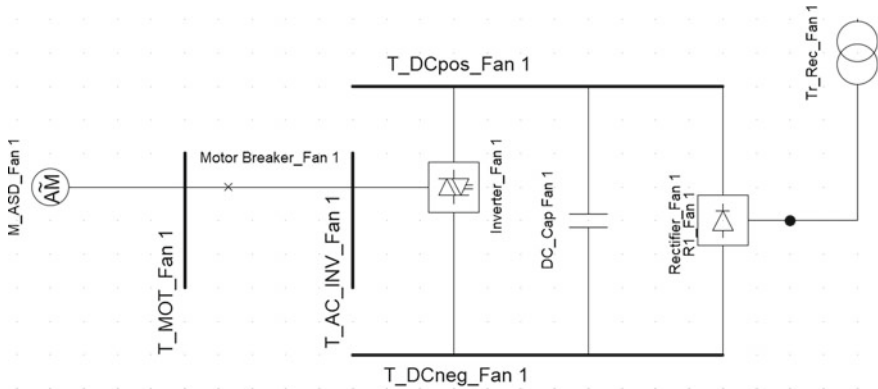 T_DCpos_Fan 1
Tr_Rec_Fan 1
M_ASD_Fan 1
AM
~
Motor Breaker_Fan 1
T_MOT_Fan 1
T_AC_INV_Fan 1
Inverter_Fan 1
DC_Cap Fan 1
Rectifier_Fan 1
R1_Fan 1
T_DCneg_Fan 1